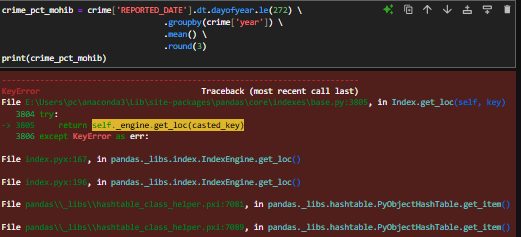 crime_pct_mohib = crime['REPORTED_DATE'].dt.dayofyear.le(272) \
.groupby(crime['year']) \
.mean() \
.round(3)
print(crime_pct_mohib)
KeyError Traceback (most recent call last)
File E:\Users\pc\anaconda3\Lib\site-packages\pandas\core\indexes\base.py:3805, in Index.get_loc(self, key)
3804 try:
-> 3805 return self._engine.get_loc(casted_key)
3806 except KeyError as err:
File index.pyx:167, in pandas._libs.index.IndexEngine.get_loc()
File index.pyx:196, in pandas._libs.index.IndexEngine.get_loc()
File pandas\\_libs\\hashtable_class_helper.pxi:7081, in pandas._libs.hashtable.PyObjectHashTable.get_item()
File pandas\\_libs\\hashtable_class_helper.pxi:7089, in pandas._libs.hashtable.PyObjectHashTable.get_item()